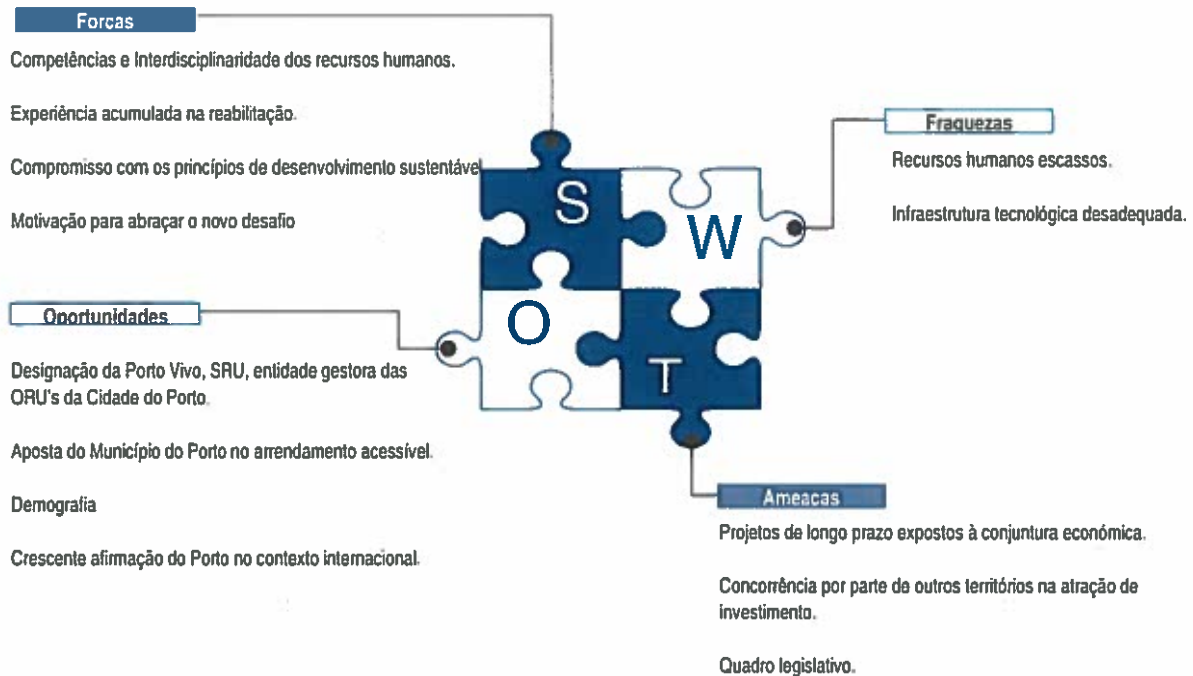 Forcas
Competências e Interdisciplinaridade dos recursos humanos.
Experiência acumulada na reabilitação.
Compromisso com os princípios de desenvolvimento sustentável
Motivação para abraçar o novo desafio
Fraquezas
Recursos humanos escassos.
Infraestrutura tecnológica desadequada.
S
W
O
T
Oportunidades
Designação da Porto Vivo, SRU, entidade gestora das
ORU's da Cidade do Porto.
Aposta do Município do Porto no arrendamento acessível.
Demografia
Crescente afirmação do Porto no contexto internacional.
Ameacas
Projetos de longo prazo expostos à conjuntura económica.
Concorrência por parte de outros territórios na atração de
investimento.
Quadro legislativo.